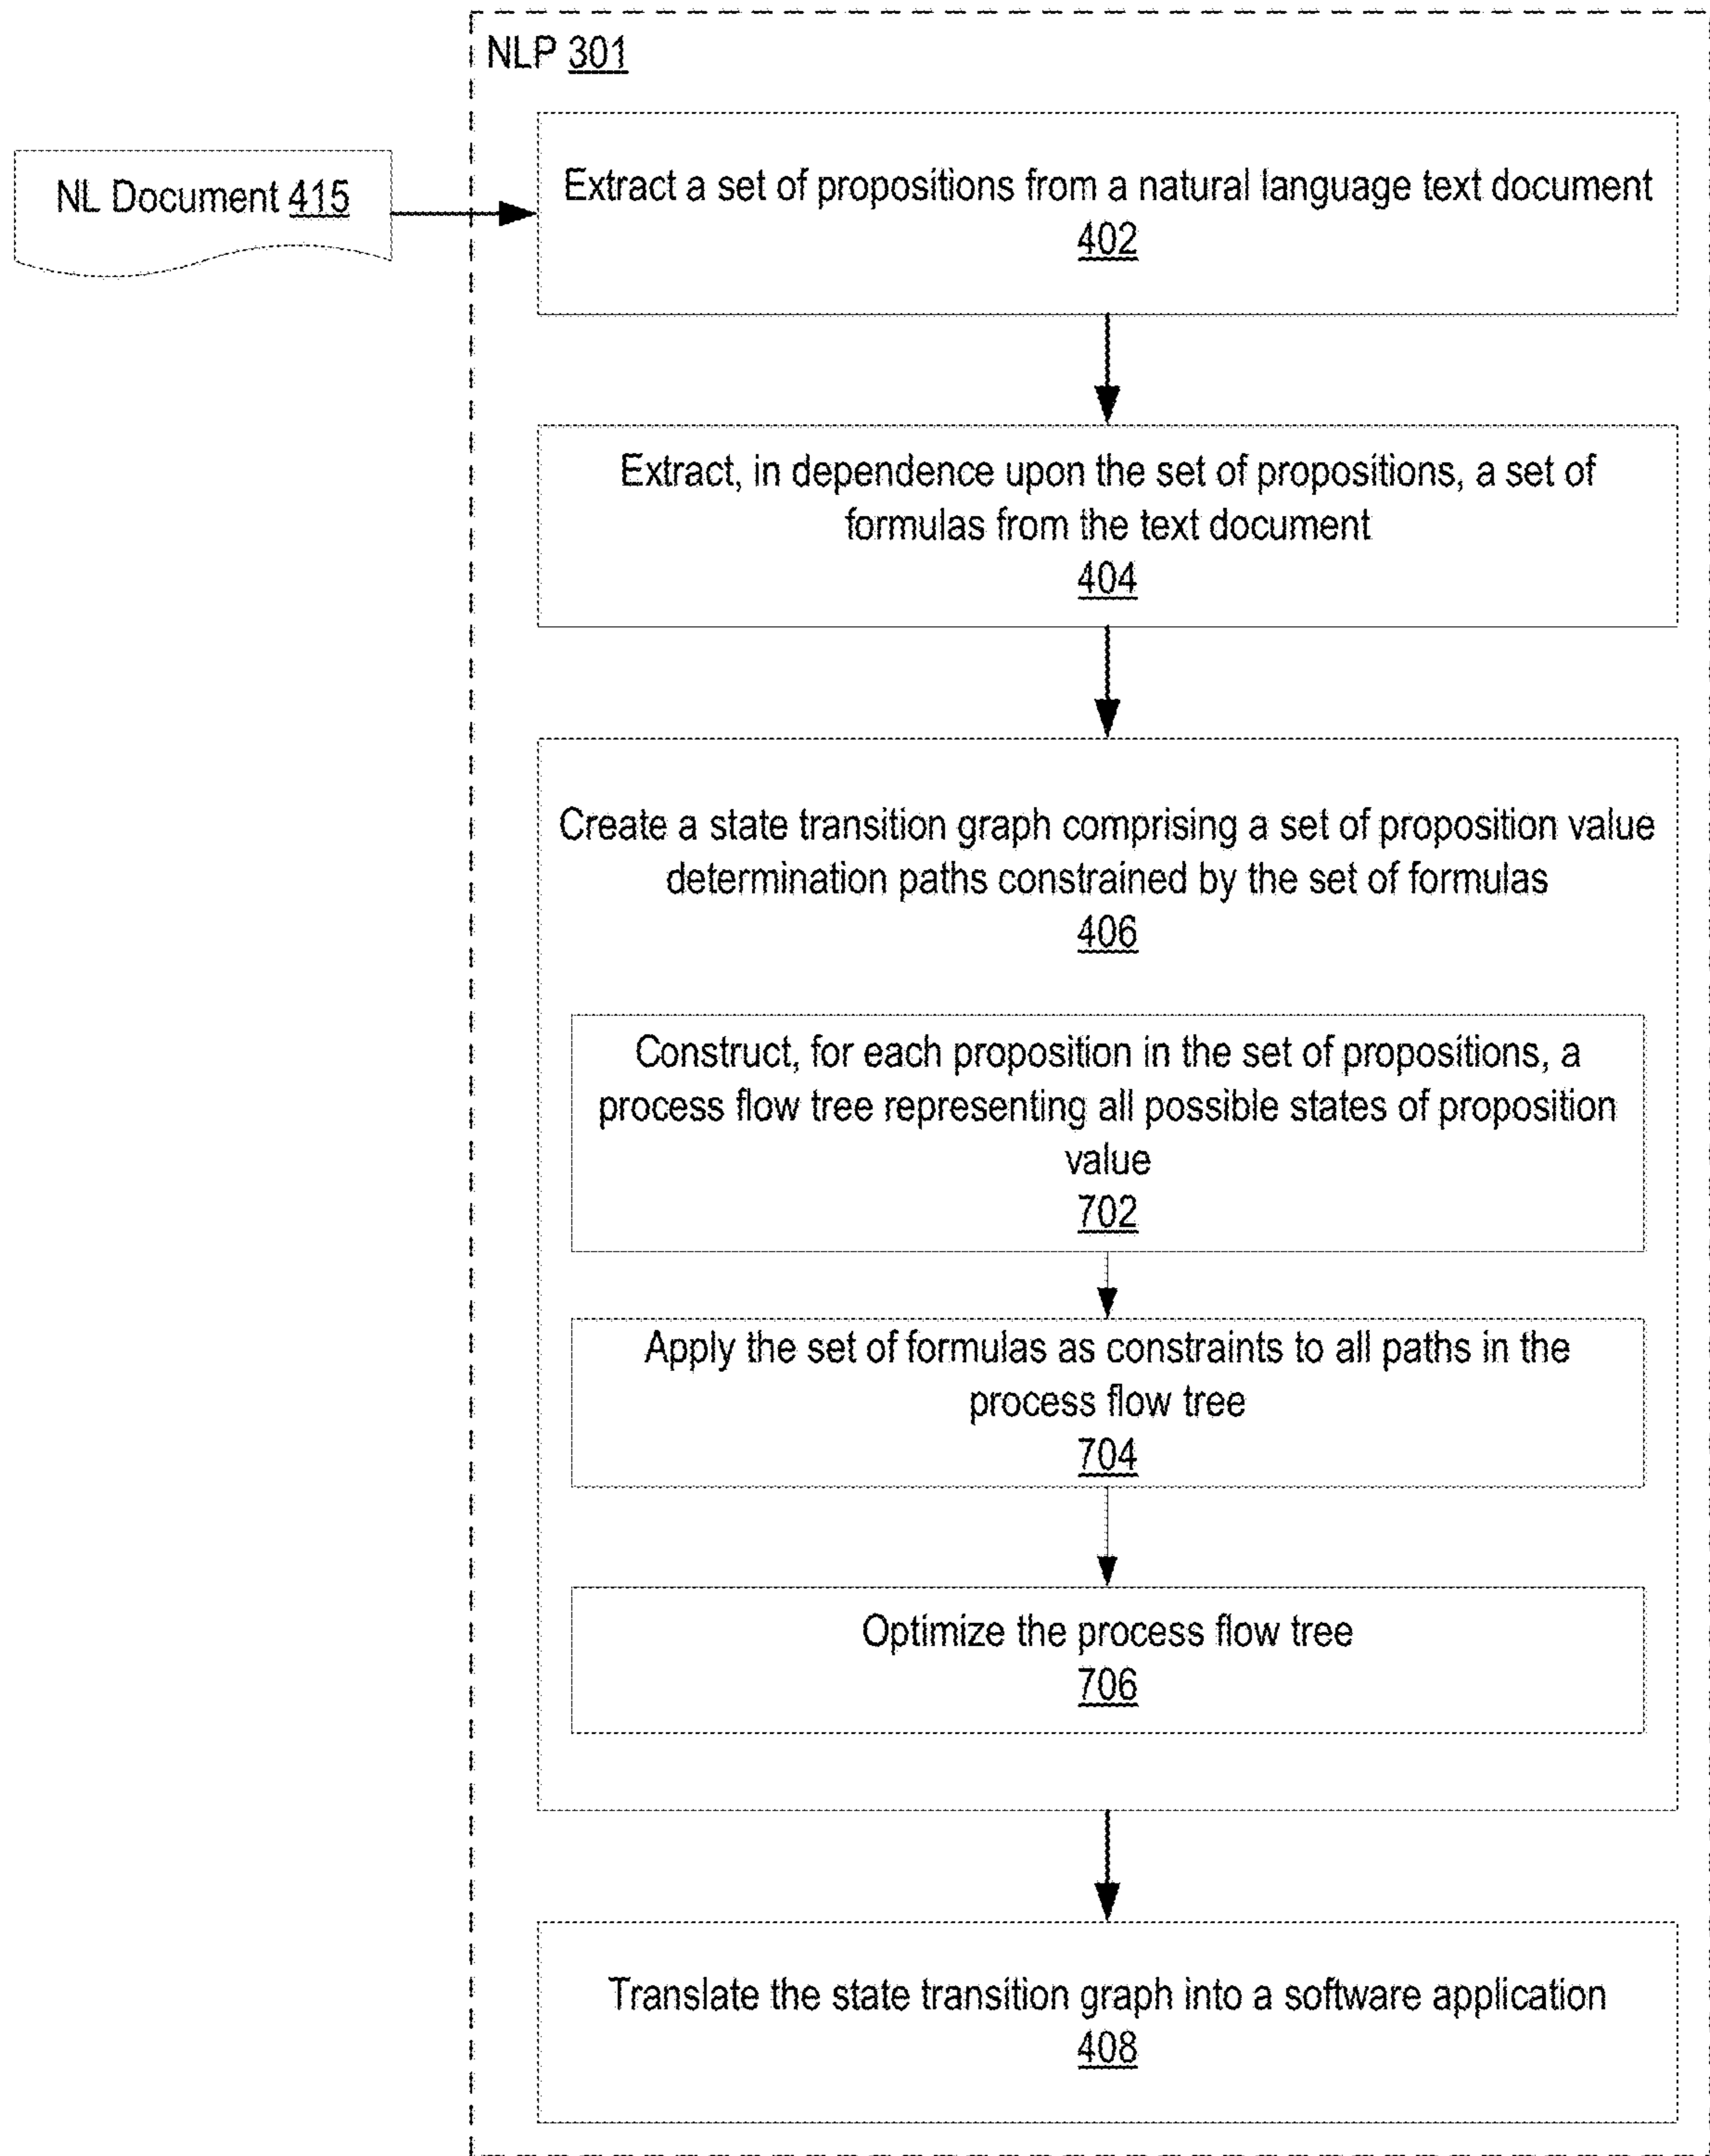 NLP 301
NL Document 415
Extract a set of propositions from a natural language text document
402
Extract, in dependence upon the set of propositions, a set of
formulas from the text document
404
Create a state transition graph comprising a set of proposition value
determination paths constrained by the set of formulas
406
Construct, for each proposition in the set of propositions, a
process flow tree representing all possible states of proposition
value
702
Apply the set of formulas as constraints to all paths in the
process flow tree
704
Optimize the process flow tree
706
Translate the state transition graph into a software application
408